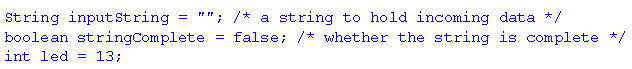 String inputString = ""; /* a string to hold incoming data */
boolean stringComplete = false; /* whether the string is complete */
int led = 13;